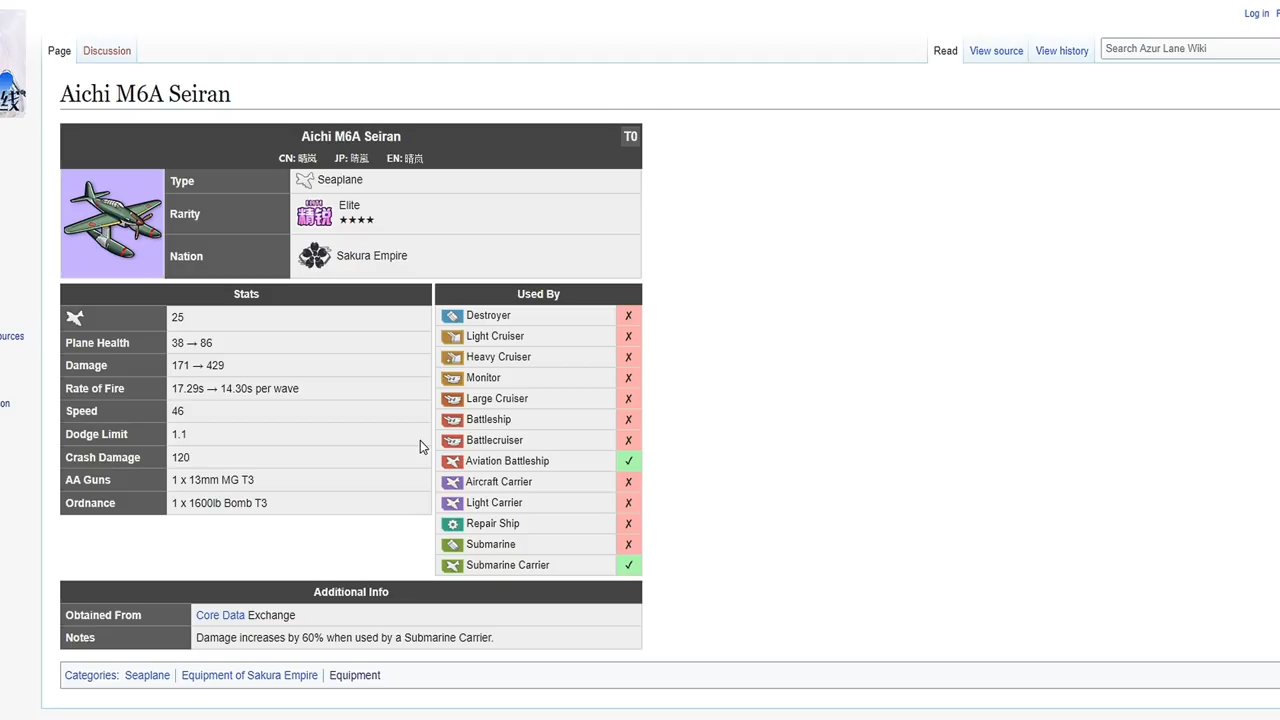 Log in
Page
Discussion
Read
View source
View history
Search Azur Lane Wiki
线
Aichi M6A Seiran
Aichi M6A Seiran
T0
CN: 晴岚 JP: 晴嵐 EN: 晴岚
Type
Seaplane
Rarity
ELITE
精锐
Elite
★★★★
Nation
Sakura Empire
Stats
25
Plane Health 38 → 86
Damage 171 → 429
Rate of Fire 17.29s → 14.30s per wave
Speed 46
Dodge Limit 1.1
Crash Damage 120
AA Guns 1 x 13mm MG T3
Ordnance 1 x 1600lb Bomb T3
Used By
Destroyer ✗
Light Cruiser ✗
Heavy Cruiser ✗
Monitor ✗
Large Cruiser ✗
Battleship ✗
Battlecruiser ✗
Aviation Battleship ✓
Aircraft Carrier ✗
Light Carrier ✗
Repair Ship ✗
Submarine ✗
Submarine Carrier ✓
ources
on
Additional Info
Obtained From Core Data Exchange
Notes Damage increases by 60% when used by a Submarine Carrier.
Categories: Seaplane | Equipment of Sakura Empire | Equipment